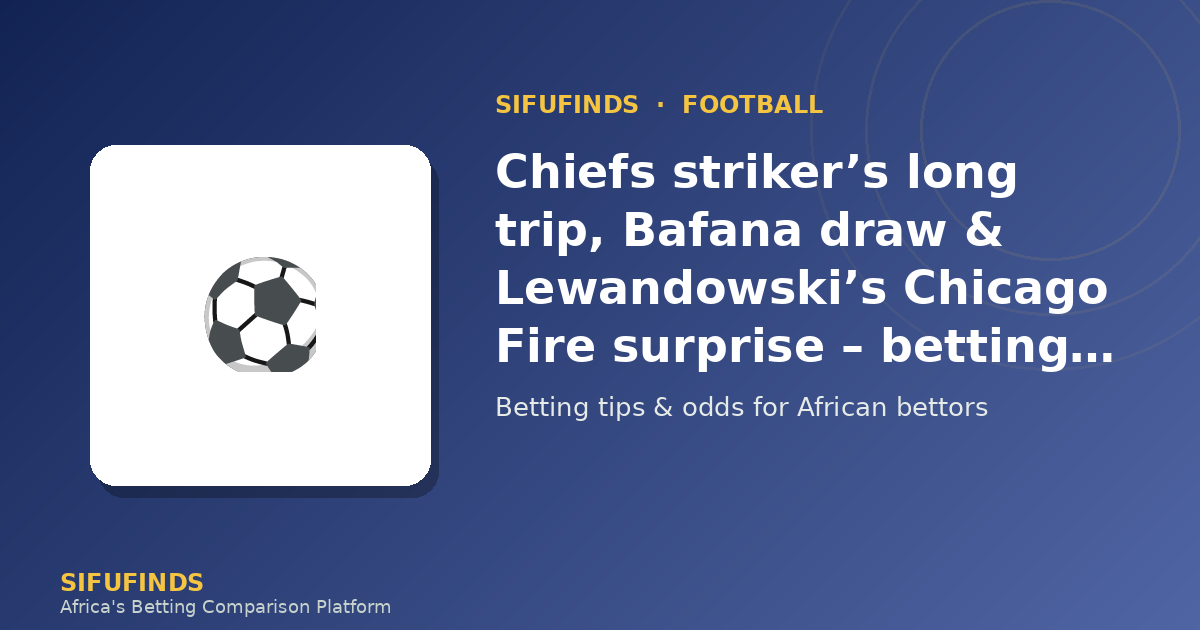 SIFUFINDS · FOOTBALL
Chiefs striker’s long
trip, Bafana draw &
Lewandowski’s Chicago
Fire surprise – betting…
Betting tips & odds for African bettors
SIFUFINDS
Africa's Betting Comparison Platform